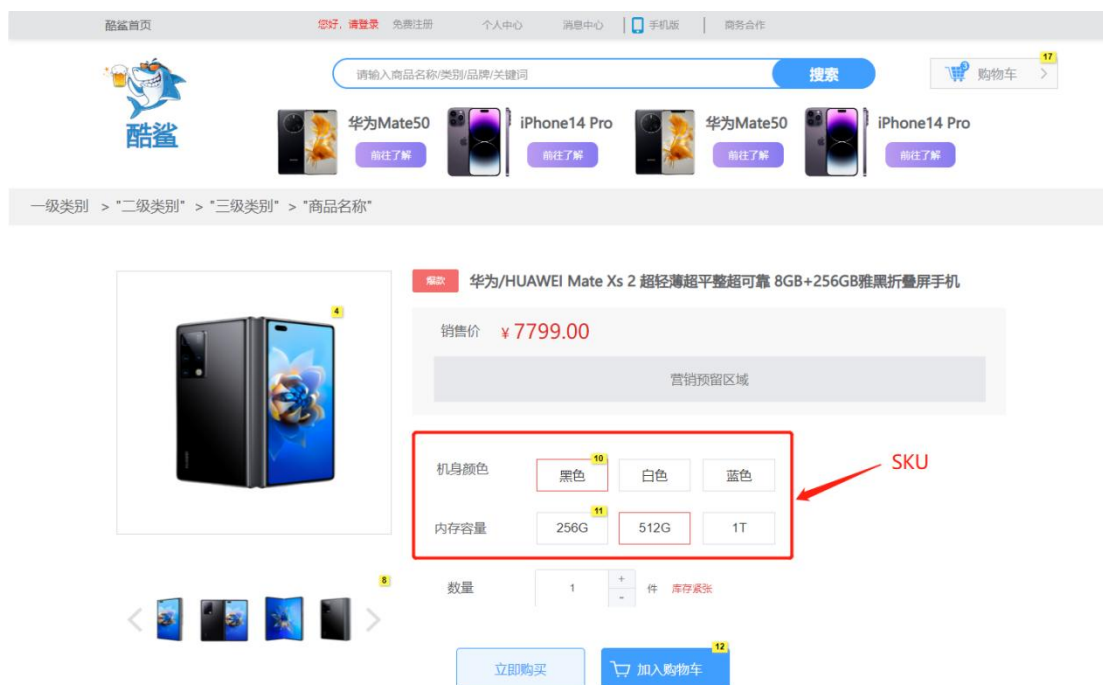 酷鲨首页 您好，请登录 免费注册 个人中心 消息中心 手机版 商务合作
17
请输入商品名称/类别/品牌/关键词 搜索 3 购物车 >
酷鲨
华为Mate50 iPhone14 Pro 华为Mate50 iPhone14 Pro
前往了解 前往了解 前往了解 前往了解
一级类别 > "二级类别" > "三级类别" > "商品名称"
爆款 华为/HUAWEI Mate Xs 2 超轻薄超平整超可靠 8GB+256GB雅黑折叠屏手机
4
销售价 ¥ 7799.00
营销预留区域
10
机身颜色 黑色 白色 蓝色
SKU
11
内存容量 256G 512G 1T
8
数量 1 + - 件 库存紧张
12
立即购买 加入购物车